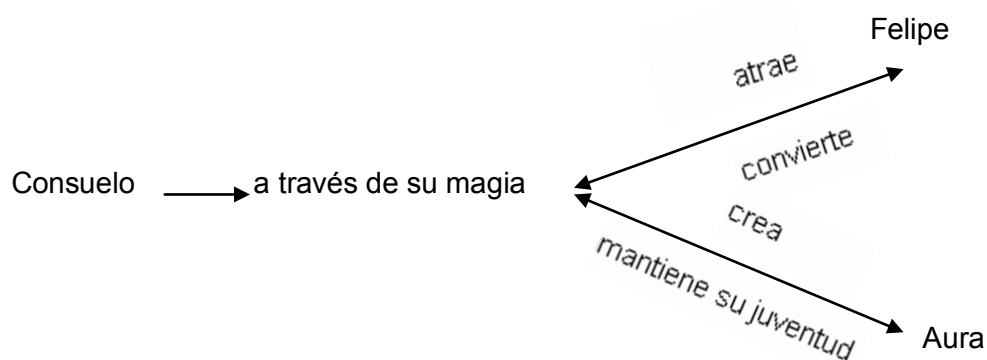 Felipe
atrae
convierte
Consuelo
a través de su magia
crea
mantiene su juventud
Aura